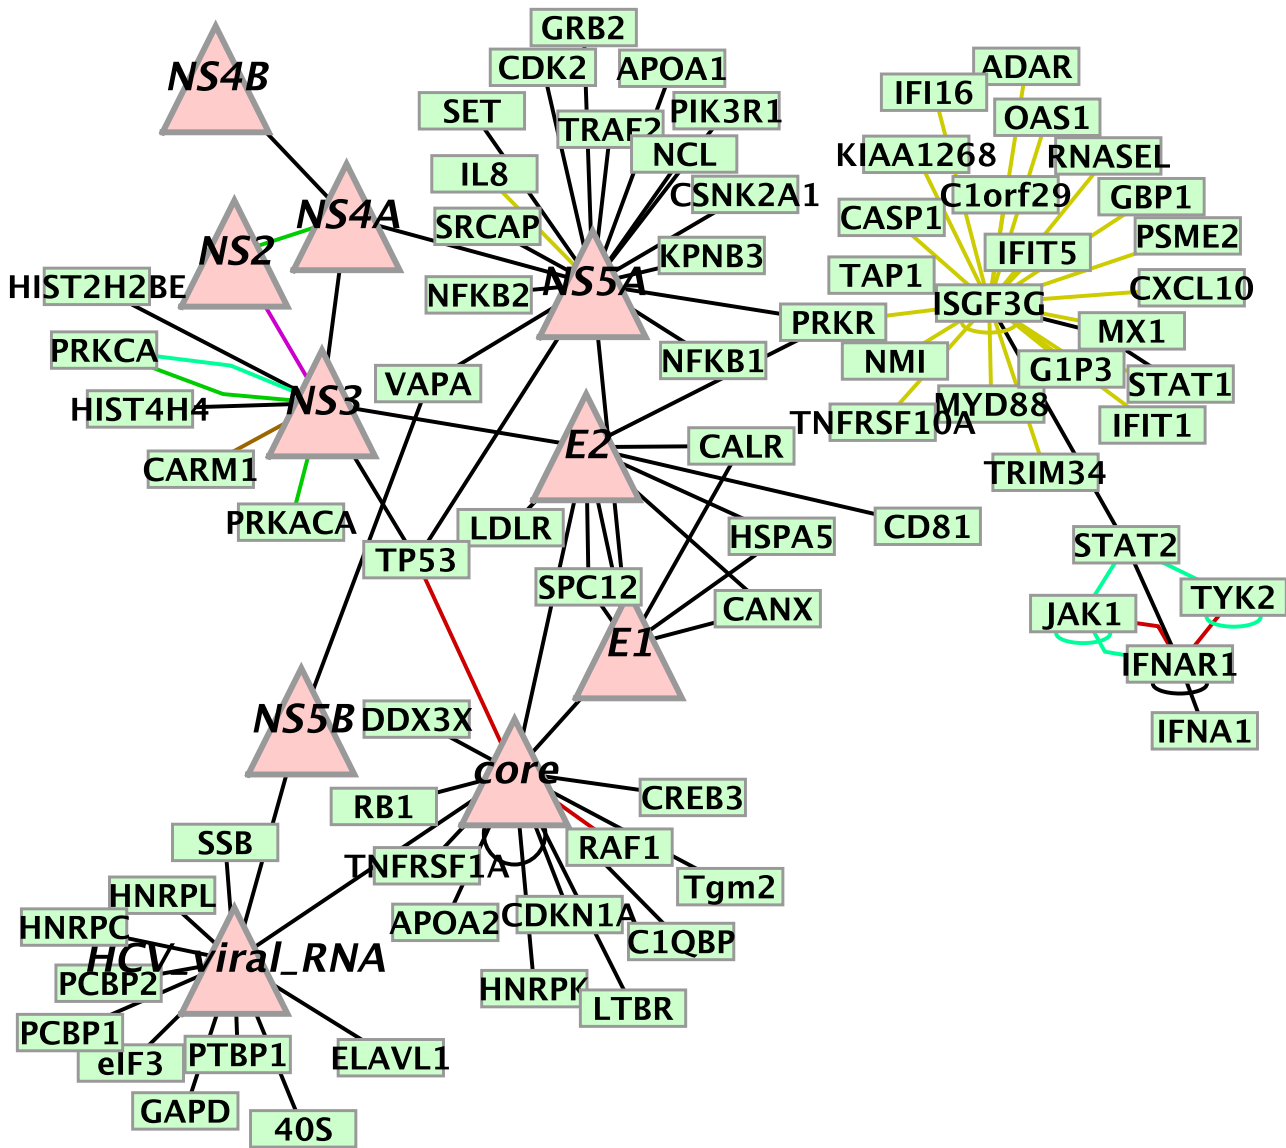 GRB2
NS4B
CDK2
APOA1
ADAR
IFI16
SET
PIK3R1
OAS1
TRAF2
NCL
KIAA1268
RNASEL
IL8
CSNK2A1
C1orf29
GBP1
NS4A
SRCAP
CASP1
PSME2
NS2
KPNB3
IFIT5
HIST2H2BE
NS5A
NFKB2
TAP1
CXCL10
ISGF3G
PRKR
MX1
PRKCA
NFKB1
NMI
G1P3
VAPA
STAT1
NS3
HIST4H4
MYD88
TNFRSF10A
IFIT1
E2
CALR
CARM1
TRIM34
PRKACA
LDLR
CD81
HSPA5
STAT2
TP53
SPC12
CANX
TYK2
JAK1
E1
IFNAR1
NS5B
DDX3X
IFNA1
core
RB1
CREB3
SSB
RAF1
TNFRSF1A
HNRPL
Tgm2
HNRPC
APOA2
CDKN1A
C1QBP
HCV_viral_RNA
PCBP2
HNRPK
LTBR
PCBP1
eIF3
PTBP1
ELAVL1
GAPD
40S